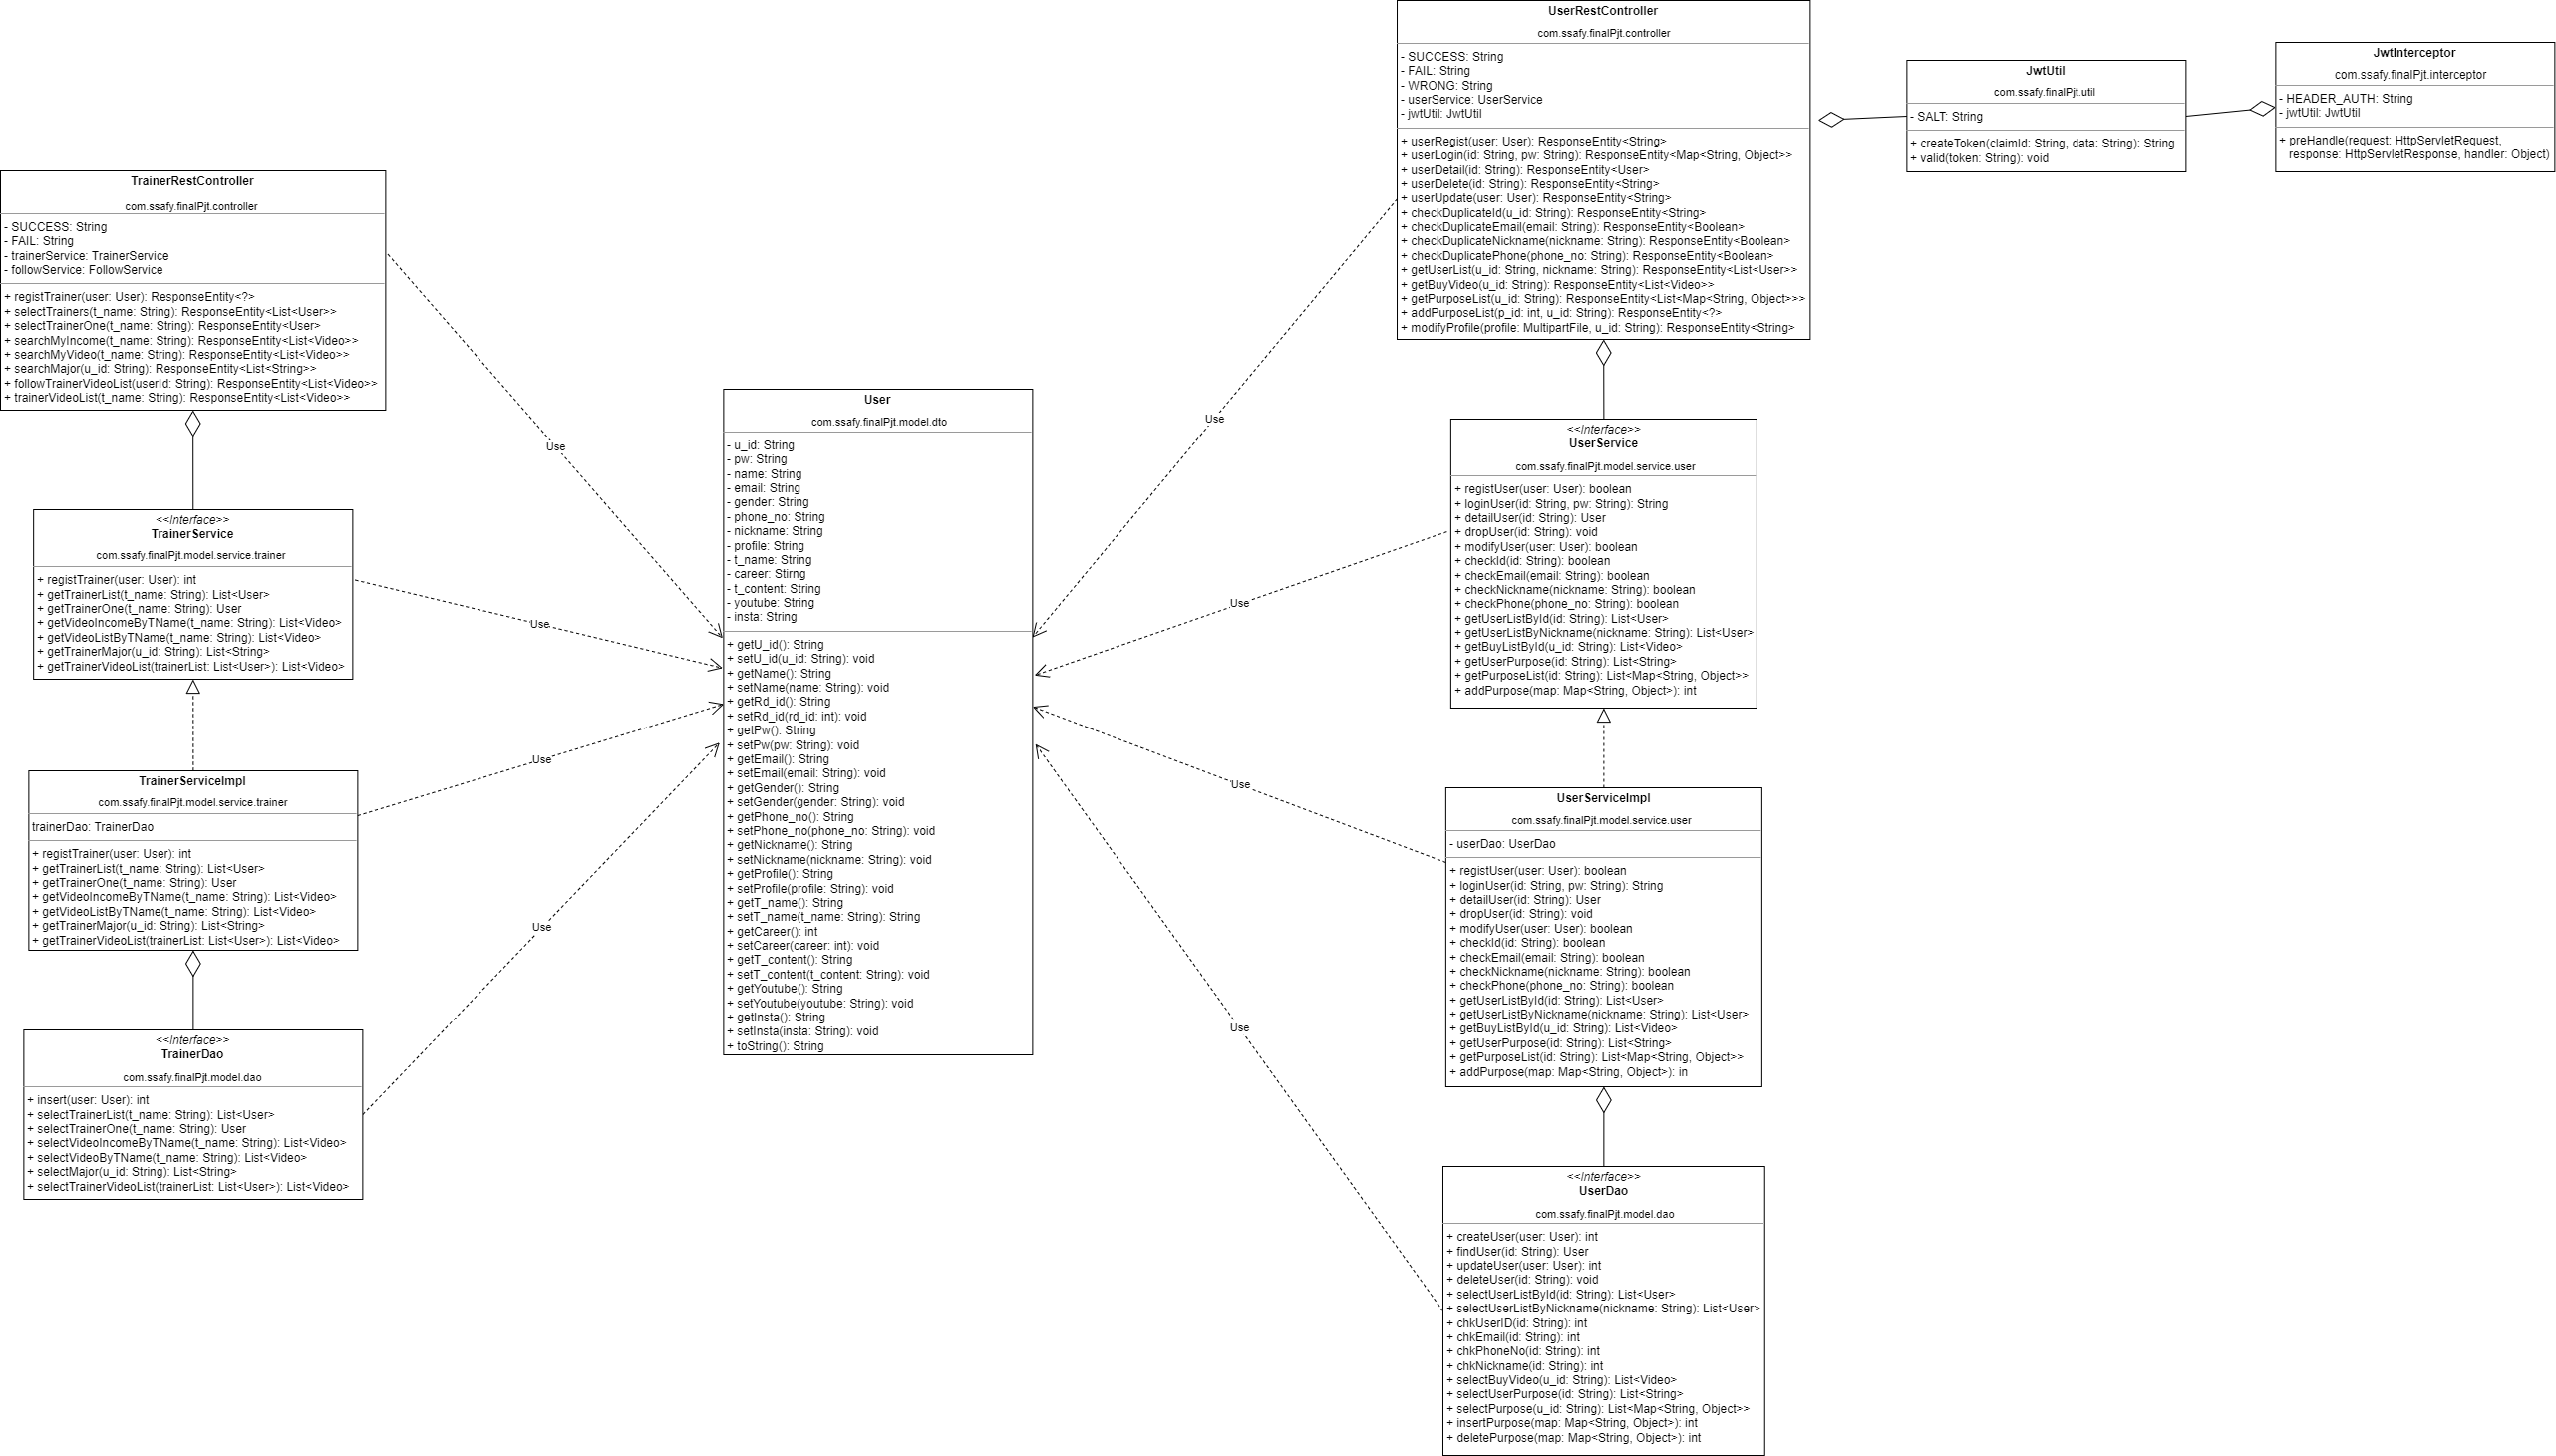 TrainerRestController
com.ssafy.finalPjt.controller
- SUCCESS: String
- FAIL: String
- trainerService: TrainerService
- followService: FollowService
+ registTrainer(user: User): ResponseEntity<?>
+ selectTrainers(t_name: String): ResponseEntity<List<User>>
+ selectTrainerOne(t_name: String): ResponseEntity<User>
+ searchMyIncome(t_name: String): ResponseEntity<List<Video>>
+ searchMyVideo(t_name: String): ResponseEntity<List<Video>>
+ searchMajor(u_id: String): ResponseEntity<List<String>>
+ followTrainerVideoList(userId: String): ResponseEntity<List<Video>>
+ trainerVideoList(t_name: String): ResponseEntity<List<Video>>
<<Interface>>
TrainerService
com.ssafy.finalPjt.model.service.trainer
+ registTrainer(user: User): int
+ getTrainerList(t_name: String): List<User>
+ getTrainerOne(t_name: String): User
+ getVideoIncomeByTName(t_name: String): List<Video>
+ getVideoListByTName(t_name: String): List<Video>
+ getTrainerMajor(u_id: String): List<String>
+ getTrainerVideoList(trainerList: List<User>): List<Video>
TrainerServiceImpl
com.ssafy.finalPjt.model.service.trainer
trainerDao: TrainerDao
+ registTrainer(user: User): int
+ getTrainerList(t_name: String): List<User>
+ getTrainerOne(t_name: String): User
+ getVideoIncomeByTName(t_name: String): List<Video>
+ getVideoListByTName(t_name: String): List<Video>
+ getTrainerMajor(u_id: String): List<String>
+ getTrainerVideoList(trainerList: List<User>): List<Video>
<<Interface>>
TrainerDao
com.ssafy.finalPjt.model.dao
+ insert(user: User): int
+ selectTrainerList(t_name: String): List<User>
+ selectTrainerOne(t_name: String): User
+ selectVideoIncomeByTName(t_name: String): List<Video>
+ selectVideoByTName(t_name: String): List<Video>
+ selectMajor(u_id: String): List<String>
+ selectTrainerVideoList(trainerList: List<User>): List<Video>
Use
Use
Use
Use
User
com.ssafy.finalPjt.model.dto
- u_id: String
- pw: String
- name: String
- email: String
- gender: String
- phone_no: String
- nickname: String
- profile: String
- t_name: String
- career: Stirng
- t_content: String
- youtube: String
- insta: String
+ getU_id(): String
+ setU_id(u_id: String): void
+ getName(): String
+ setName(name: String): void
+ getRd_id(): String
+ setRd_id(rd_id: int): void
+ getPw(): String
+ setPw(pw: String): void
+ getEmail(): String
+ setEmail(email: String): void
+ getGender(): String
+ setGender(gender: String): void
+ getPhone_no(): String
+ setPhone_no(phone_no: String): void
+ getNickname(): String
+ setNickname(nickname: String): void
+ getProfile(): String
+ setProfile(profile: String): void
+ getT_name(): String
+ setT_name(t_name: String): String
+ getCareer(): int
+ setCareer(career: int): void
+ getT_content(): String
+ setT_content(t_content: String): void
+ getYoutube(): String
+ setYoutube(youtube: String): void
+ getInsta(): String
+ setInsta(insta: String): void
+ toString(): String
Use
Use
Use
Use
UserRestController
com.ssafy.finalPjt.controller
- SUCCESS: String
- FAIL: String
- WRONG: String
- userService: UserService
- jwtUtil: JwtUtil
+ userRegist(user: User): ResponseEntity<String>
+ userLogin(id: String, pw: String): ResponseEntity<Map<String, Object>>
+ userDetail(id: String): ResponseEntity<User>
+ userDelete(id: String): ResponseEntity<String>
+ userUpdate(user: User): ResponseEntity<String>
+ checkDuplicateId(u_id: String): ResponseEntity<String>
+ checkDuplicateEmail(email: String): ResponseEntity<Boolean>
+ checkDuplicateNickname(nickname: String): ResponseEntity<Boolean>
+ checkDuplicatePhone(phone_no: String): ResponseEntity<Boolean>
+ getUserList(u_id: String, nickname: String): ResponseEntity<List<User>>
+ getBuyVideo(u_id: String): ResponseEntity<List<Video>>
+ getPurposeList(u_id: String): ResponseEntity<List<Map<String, Object>>>
+ addPurposeList(p_id: int, u_id: String): ResponseEntity<?>
+ modifyProfile(profile: MultipartFile, u_id: String): ResponseEntity<String>
<<Interface>>
UserService
com.ssafy.finalPjt.model.service.user
+ registUser(user: User): boolean
+ loginUser(id: String, pw: String): String
+ detailUser(id: String): User
+ dropUser(id: String): void
+ modifyUser(user: User): boolean
+ checkId(id: String): boolean
+ checkEmail(email: String): boolean
+ checkNickname(nickname: String): boolean
+ checkPhone(phone_no: String): boolean
+ getUserListById(id: String): List<User>
+ getUserListByNickname(nickname: String): List<User>
+ getBuyListById(u_id: String): List<Video>
+ getUserPurpose(id: String): List<String>
+ getPurposeList(id: String): List<Map<String, Object>>
+ addPurpose(map: Map<String, Object>): int
UserServiceImpl
com.ssafy.finalPjt.model.service.user
- userDao: UserDao
+ registUser(user: User): boolean
+ loginUser(id: String, pw: String): String
+ detailUser(id: String): User
+ dropUser(id: String): void
+ modifyUser(user: User): boolean
+ checkId(id: String): boolean
+ checkEmail(email: String): boolean
+ checkNickname(nickname: String): boolean
+ checkPhone(phone_no: String): boolean
+ getUserListById(id: String): List<User>
+ getUserListByNickname(nickname: String): List<User>
+ getBuyListById(u_id: String): List<Video>
+ getUserPurpose(id: String): List<String>
+ getPurposeList(id: String): List<Map<String, Object>>
+ addPurpose(map: Map<String, Object>): in
<<Interface>>
UserDao
com.ssafy.finalPjt.model.dao
+ createUser(user: User): int
+ findUser(id: String): User
+ updateUser(user: User): int
+ deleteUser(id: String): void
+ selectUserListById(id: String): List<User>
+ selectUserListByNickname(nickname: String): List<User>
+ chkUserID(id: String): int
+ chkEmail(id: String): int
+ chkPhoneNo(id: String): int
+ chkNickname(id: String): int
+ selectBuyVideo(u_id: String): List<Video>
+ selectUserPurpose(id: String): List<String>
+ selectPurpose(u_id: String): List<Map<String, Object>>
+ insertPurpose(map: Map<String, Object>): int
+ deletePurpose(map: Map<String, Object>): int
JwtUtil
com.ssafy.finalPjt.util
- SALT: String
+ createToken(claimId: String, data: String): String
+ valid(token: String): void
JwtInterceptor
com.ssafy.finalPjt.interceptor
- HEADER_AUTH: String
- jwtUtil: JwtUtil
+ preHandle(request: HttpServletRequest,
response: HttpServletResponse, handler: Object)